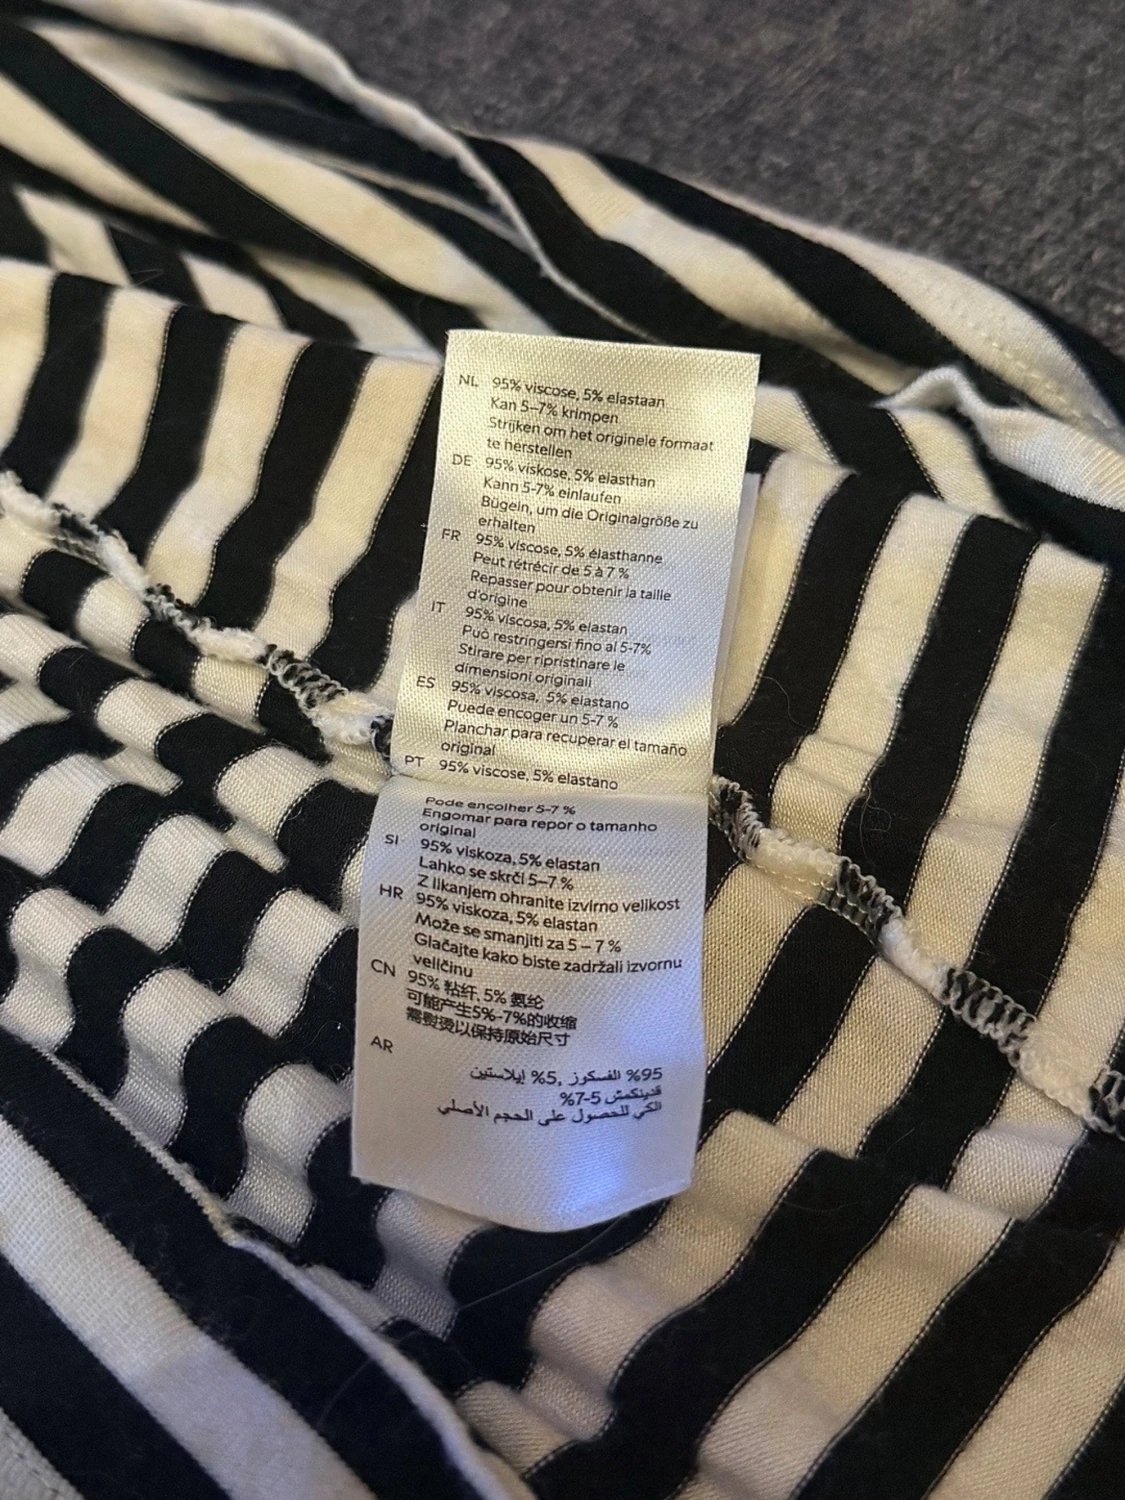 NL 95% viscose, 5% elastaan
Kan 5–7% krimpen
Strijken om het originele formaat
te herstellen
DE 95% viskose, 5% elasthan
Kann 5-7% einlaufen
Bügeln, um die Originalgröße zu
erhalten
FR 95% viscose, 5% élasthanne
Peut rétrécir de 5 à 7 %
Repasser pour obtenir la taille
d'origine
IT 95% viscosa, 5% elastan
Può restringersi fino al 5-7%
Stirare per ripristinare le
dimensioni originali
ES 95% viscosa, 5% elastano
Puede encoger un 5-7 %
Planchar para recuperar el tamaño
original
PT 95% viscose, 5% elastano
Pode encolher 5-7 %
Engomar para repor o tamanho
original
SI 95% viskoza, 5% elastan
Lahko se skrči 5–7 %
Z likanjem ohranite izvirno velikost
HR 95% viskoza, 5% elastan
Može se smanjiti za 5 – 7 %
Glačajte kako biste zadržali izvornu
veličinu
CN 95% 粘纤, 5% 氨纶
可能产生5%-7%的收缩
需熨烫以保持原始尺寸
AR
95% الفسكوز, 5% إيلاستين
5-7%
الكي للحصول على الحجم الأصلي